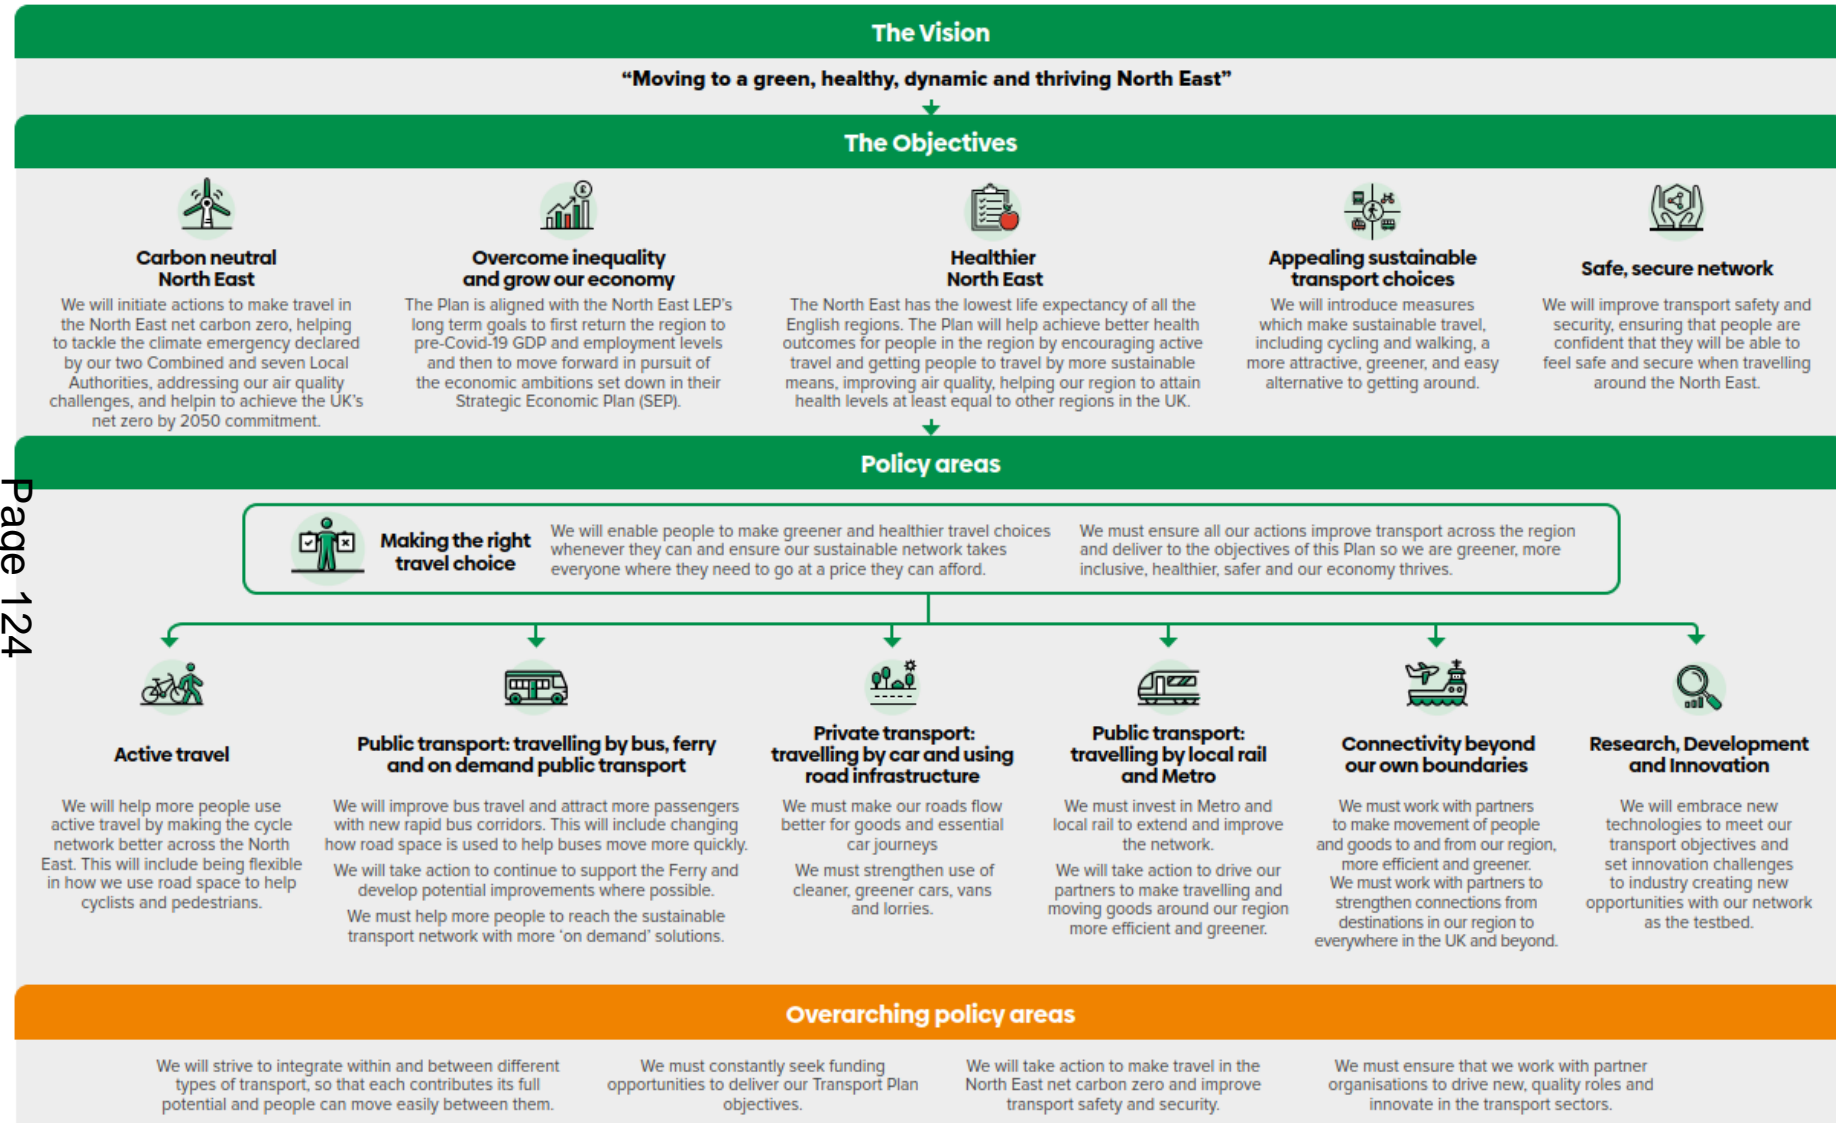 The Vision
“Moving to a green, healthy, dynamic and thriving North East”
The Objectives
Carbon neutral
North East
We will initiate actions to make travel in
the North East net carbon zero, helping
to tackle the climate emergency declared
by our two Combined and seven Local
Authorities, addressing our air quality
challenges, and helpin to achieve the UK’s
net zero by 2050 commitment.
Overcome inequality
and grow our economy
The Plan is aligned with the North East LEP’s
long term goals to first return the region to
pre-Covid-19 GDP and employment levels
and then to move forward in pursuit of
the economic ambitions set down in their
Strategic Economic Plan (SEP).
Healthier
North East
The North East has the lowest life expectancy of all the
English regions. The Plan will help achieve better health
outcomes for people in the region by encouraging active
travel and getting people to travel by more sustainable
means, improving air quality, helping our region to attain
health levels at least equal to other regions in the UK.
Appealing sustainable
transport choices
We will introduce measures
which make sustainable travel,
including cycling and walking, a
more attractive, greener, and easy
alternative to getting around.
Safe, secure network
We will improve transport safety and
security, ensuring that people are
confident that they will be able to
feel safe and secure when travelling
around the North East.
Policy areas
Making the right
travel choice
We will enable people to make greener and healthier travel choices
whenever they can and ensure our sustainable network takes
everyone where they need to go at a price they can afford.
We must ensure all our actions improve transport across the region
and deliver to the objectives of this Plan so we are greener, more
inclusive, healthier, safer and our economy thrives.
Active travel
We will help more people use
active travel by making the cycle
network better across the North
East. This will include being flexible
in how we use road space to help
cyclists and pedestrians.
Public transport: travelling by bus, ferry
and on demand public transport
We will improve bus travel and attract more passengers
with new rapid bus corridors. This will include changing
how road space is used to help buses move more quickly.
We will take action to continue to support the Ferry and
develop potential improvements where possible.
We must help more people to reach the sustainable
transport network with more ‘on demand’ solutions.
Private transport:
travelling by car and using
road infrastructure
We must make our roads flow
better for goods and essential
car journeys
We must strengthen use of
cleaner, greener cars, vans
and lorries.
Public transport:
travelling by local rail
and Metro
We must invest in Metro and
local rail to extend and improve
the network.
We will take action to drive our
partners to make travelling and
moving goods around our region
more efficient and greener.
Connectivity beyond
our own boundaries
We must work with partners
to make movement of people
and goods to and from our region,
more efficient and greener.
We must work with partners to
strengthen connections from
destinations in our region to
everywhere in the UK and beyond.
Research, Development
and Innovation
We will embrace new
technologies to meet our
transport objectives and
set innovation challenges
to industry creating new
opportunities with our network
as the testbed.
Overarching policy areas
We will strive to integrate within and between different
types of transport, so that each contributes its full
potential and people can move easily between them.
We must constantly seek funding
opportunities to deliver our Transport Plan
objectives.
We will take action to make travel in the
North East net carbon zero and improve
transport safety and security.
We must ensure that we work with partner
organisations to drive new, quality roles and
innovate in the transport sectors.
Page 124